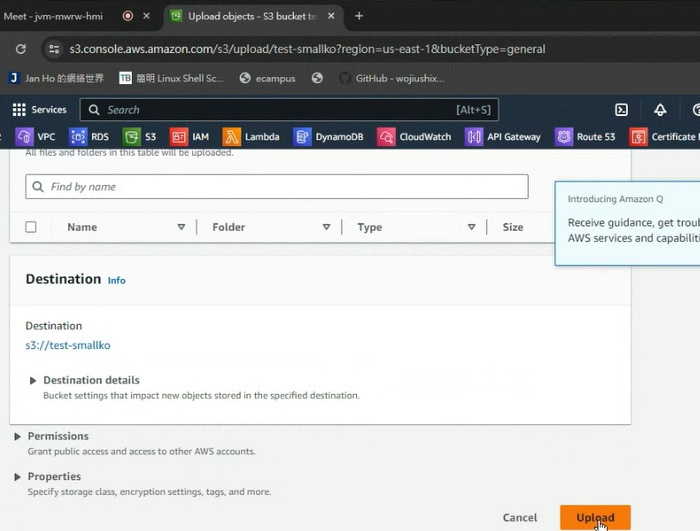 Meet - jvm-mwrw-hmi
Upload objects - S3 bucket te
s3.console.aws.amazon.com/s3/upload/test-smallko?region=us-east-1&bucketType=general
Jan Ho 的網絡世界
TB 簡明 Linux Shell Sc...
ecampus
GitHub - wojiushix...
Services
Search
[Alt+S]
VPC
RDS
S3
IAM
Lambda
DynamoDB
CloudWatch
API Gateway
Route 53
Certificate
All files and folders in this table will be uploaded.
Find by name
Introducing Amazon Q
Receive guidance, get troul
AWS services and capabiliti
Name
Folder
Type
Size
Destination Info
Destination
s3://test-smallko
Destination details
Bucket settings that impact new objects stored in the specified destination.
Permissions
Grant public access and access to other AWS accounts.
Properties
Specify storage class, encryption settings, tags, and more.
Cancel
Upload